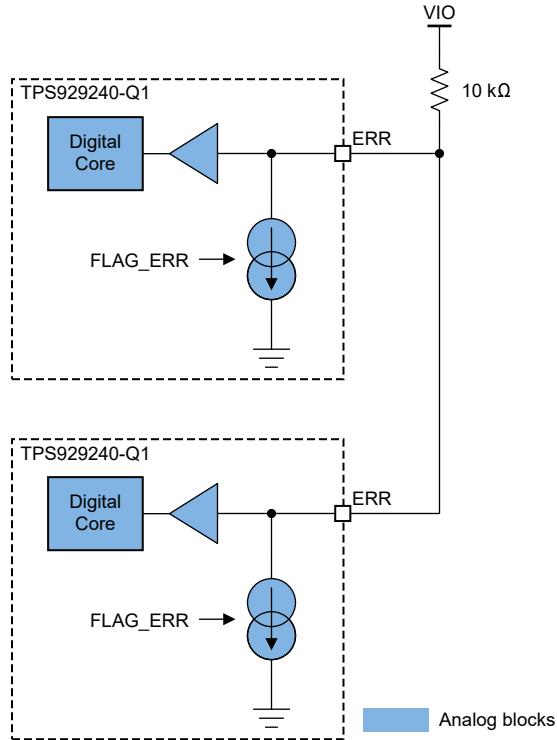 VIO
10 kΩ
TPS929240-Q1
Digital
Core
ERR
FLAG_ERR
TPS929240-Q1
Digital
Core
ERR
FLAG_ERR
Analog blocks